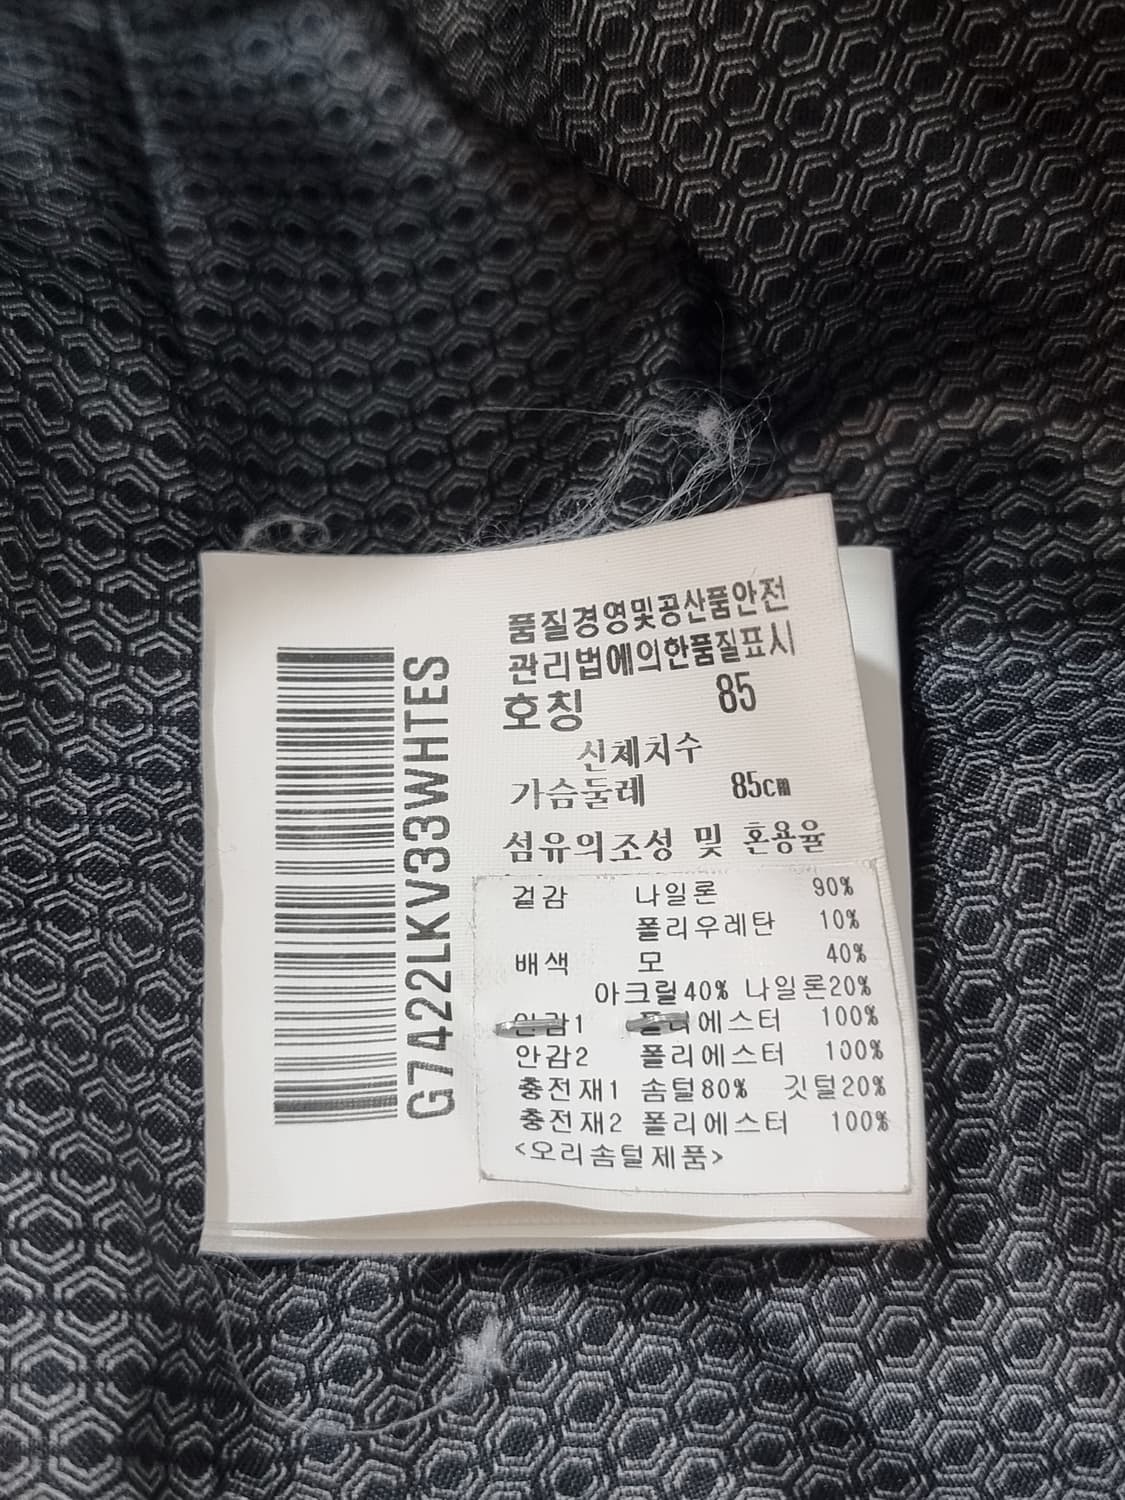 G7422LKV33WHTES
품질경영및공산품안전
관리법에의한품질표시
호칭 85
신체치수
가슴둘레 85cm
섬유의조성 및 혼용율
겉감 나일론 90%
폴리우레탄 10%
배색 모 40%
아크릴40% 나일론20%
안감1 폴리에스터 100%
안감2 폴리에스터 100%
충전재1 솜털80% 깃털20%
충전재2 폴리에스터 100%
<오리솜털제품>